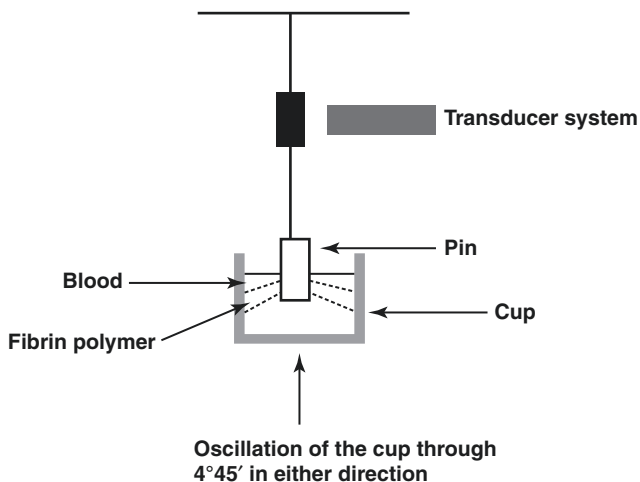 Transducer system
Pin
Blood
Cup
Fibrin polymer
Oscillation of the cup through
4°45′ in either direction